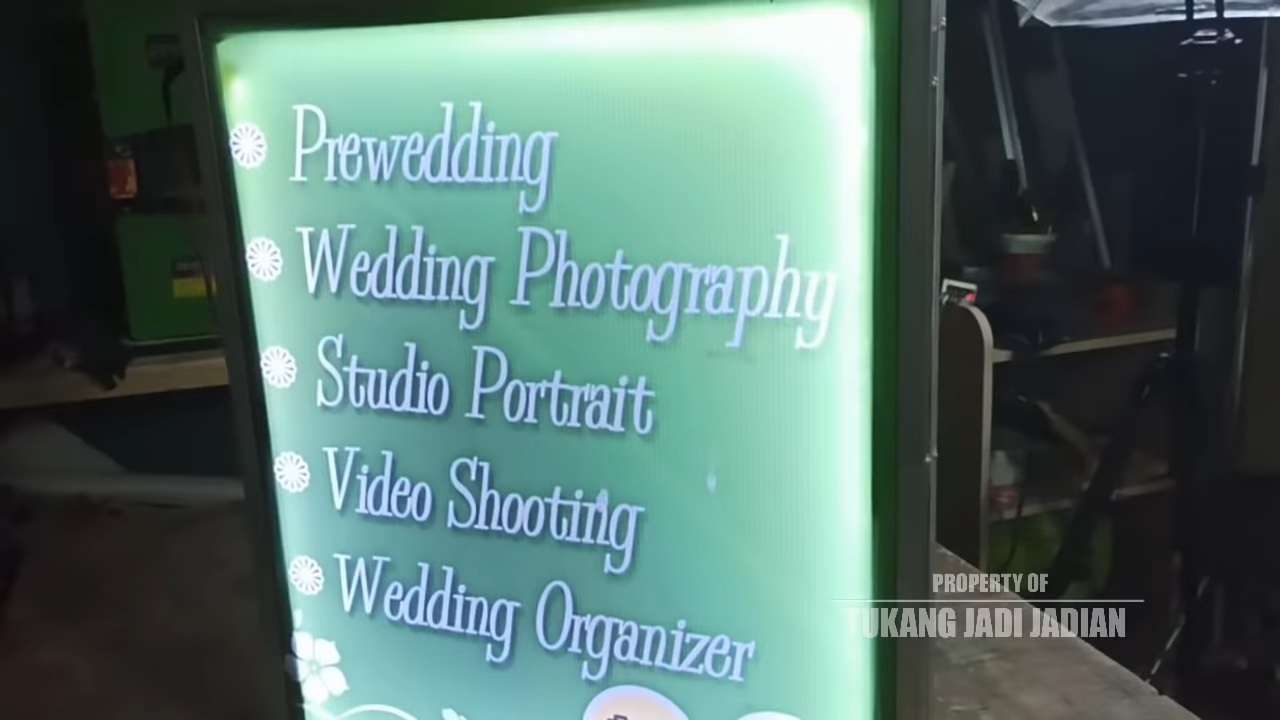 Prewedding
Wedding Photography
Studio Portrait
Video Shooting
Wedding Organizer
PROPERTY OF
TUKANG JADI JADIAN